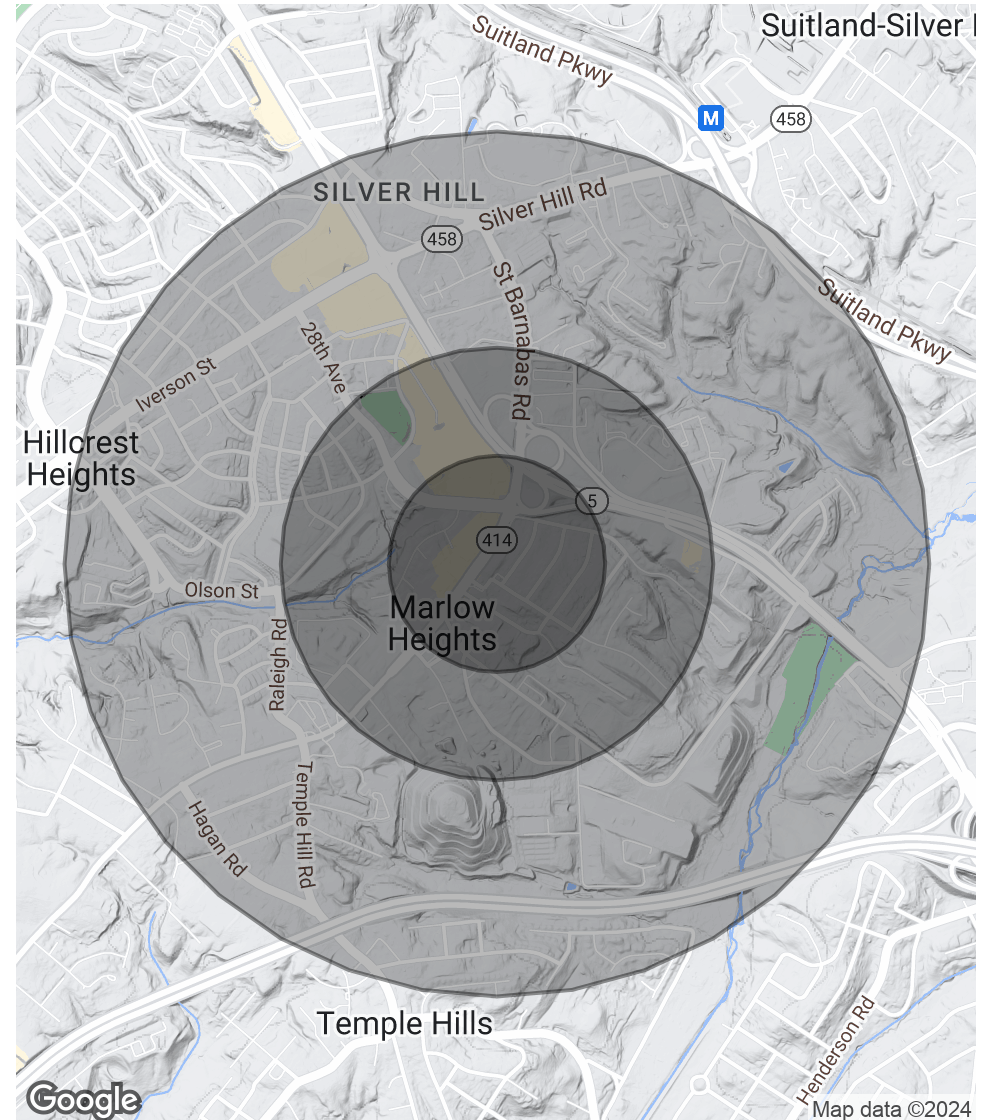 Suitland-Silver
Suitland Pkwy
M
458
SILVER HILL
Silver Hill Rd
458
St Barnabas Rd
Suitland Pkwy
28th Ave
Iverson St
Hillcrest
Heights
5
414
Olson St
Marlow
Heights
Raleigh Rd
Temple Hill Rd
Hagan Rd
Temple Hills
Henderson Rd
Google
Map data ©2024